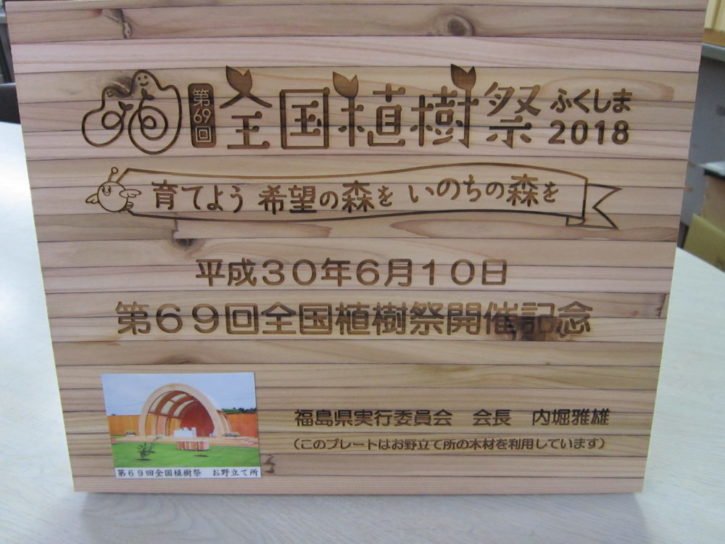 第69回 全国植樹祭 ふくしま2018
育てよう 希望の森を いのちの森を
平成30年6月10日
第69回全国植樹祭開催記念
福島県実行委員会 会長 内堀雅雄
(このプレートはお野立て所の木材を利用しています)
第69回全国植樹祭 お野立て所